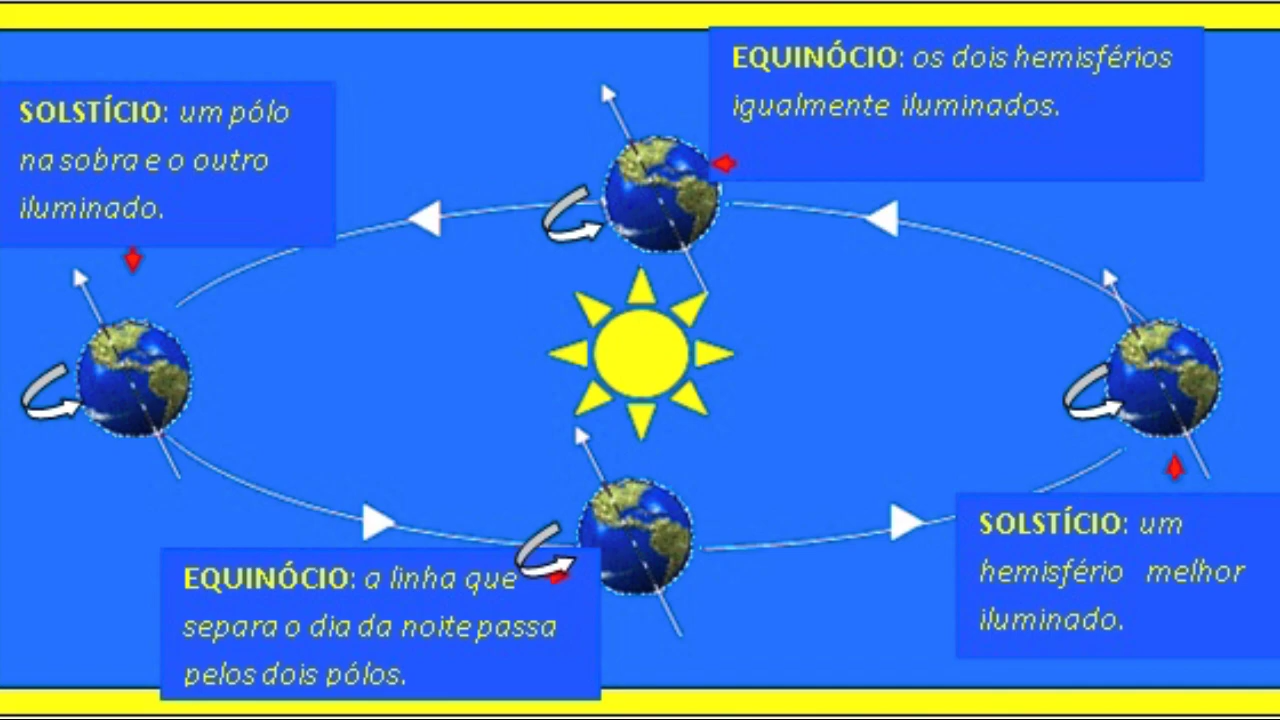 EQUINÓCIO: os dois hemisférios
igualmente iluminados.
SOLSTÍCIO: um pólo
na sobra e o outro
iluminado.
SOLSTÍCIO: um
hemisfério melhor
iluminado.
EQUINÓCIO: a linha que
separa o dia da noite passa
pelos dois pólos.